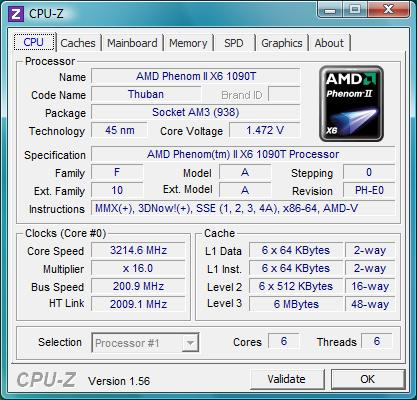 Z CPU-Z
CPU Caches Mainboard Memory SPD Graphics About
Processor
Name AMD Phenom II X6 1090T
Code Name Thuban Brand ID
Package Socket AM3 (938)
Technology 45 nm Core Voltage 1.472 V
AMD Phenom II X6
Specification AMD Phenom(tm) II X6 1090T Processor
Family F Model A Stepping 0
Ext. Family 10 Ext. Model A Revision PH-E0
Instructions MMX(+), 3DNow!(+), SSE (1, 2, 3, 4A), x86-64, AMD-V
Clocks (Core #0)
Core Speed 3214.6 MHz
Multiplier x 16.0
Bus Speed 200.9 MHz
HT Link 2009.1 MHz
Cache
L1 Data 6 x 64 KBytes 2-way
L1 Inst. 6 x 64 KBytes 2-way
Level 2 6 x 512 KBytes 16-way
Level 3 6 MBytes 48-way
Selection Processor #1 Cores 6 Threads 6
CPU-Z Version 1.56 Validate OK